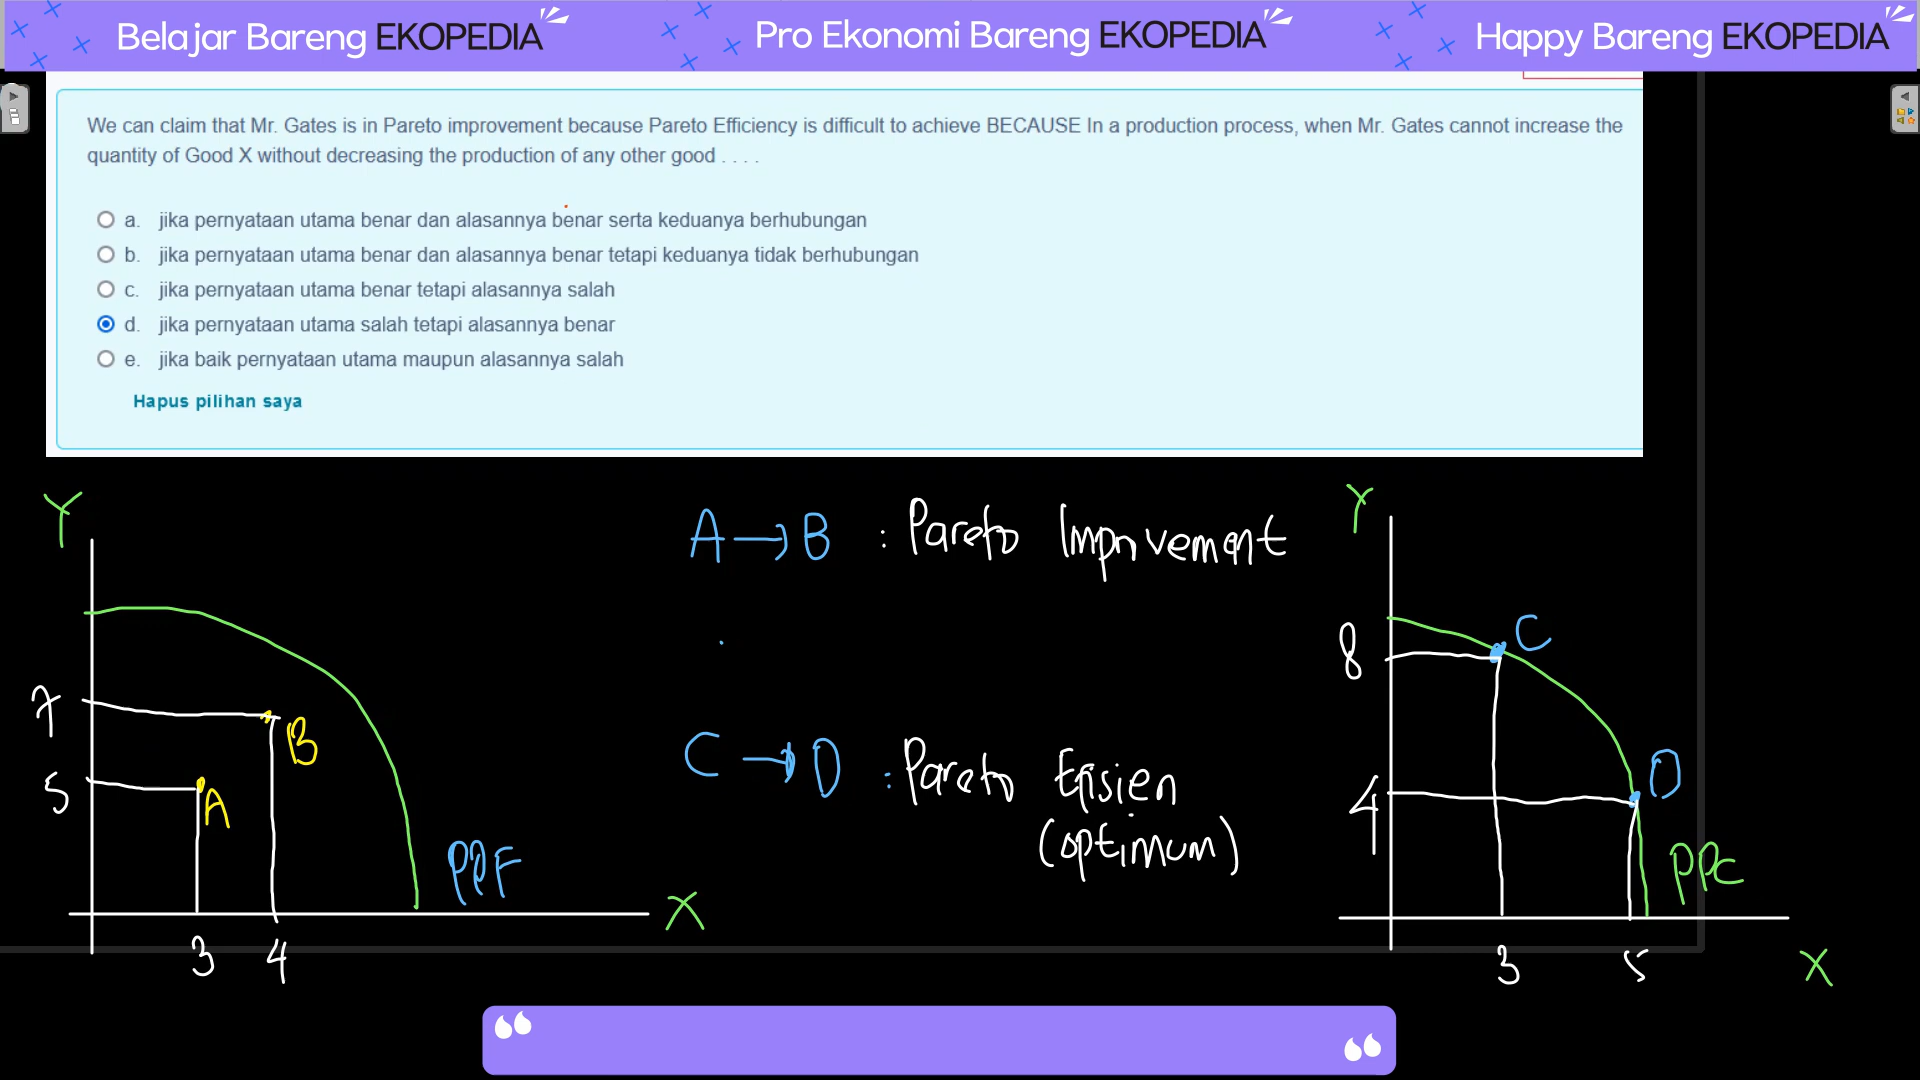 Belajar Bareng EKOPEDIA
Pro Ekonomi Bareng EKOPEDIA
Happy Bareng EKOPEDIA
We can claim that Mr. Gates is in Pareto improvement because Pareto Efficiency is difficult to achieve BECAUSE In a production process, when Mr. Gates cannot increase the
quantity of Good X without decreasing the production of any other good . . . .
a. jika pernyataan utama benar dan alasannya benar serta keduanya berhubungan
b. jika pernyataan utama benar dan alasannya benar tetapi keduanya tidak berhubungan
c. jika pernyataan utama benar tetapi alasannya salah
d. jika pernyataan utama salah tetapi alasannya benar
e. jika baik pernyataan utama maupun alasannya salah
Hapus pilihan saya
Y
7
5
B
A
PPF
X
3 4
A → B : Pareto Improvement
C → D : Pareto Efisien
(optimum)
Y
8
C
4
D
PPC
3 5
X